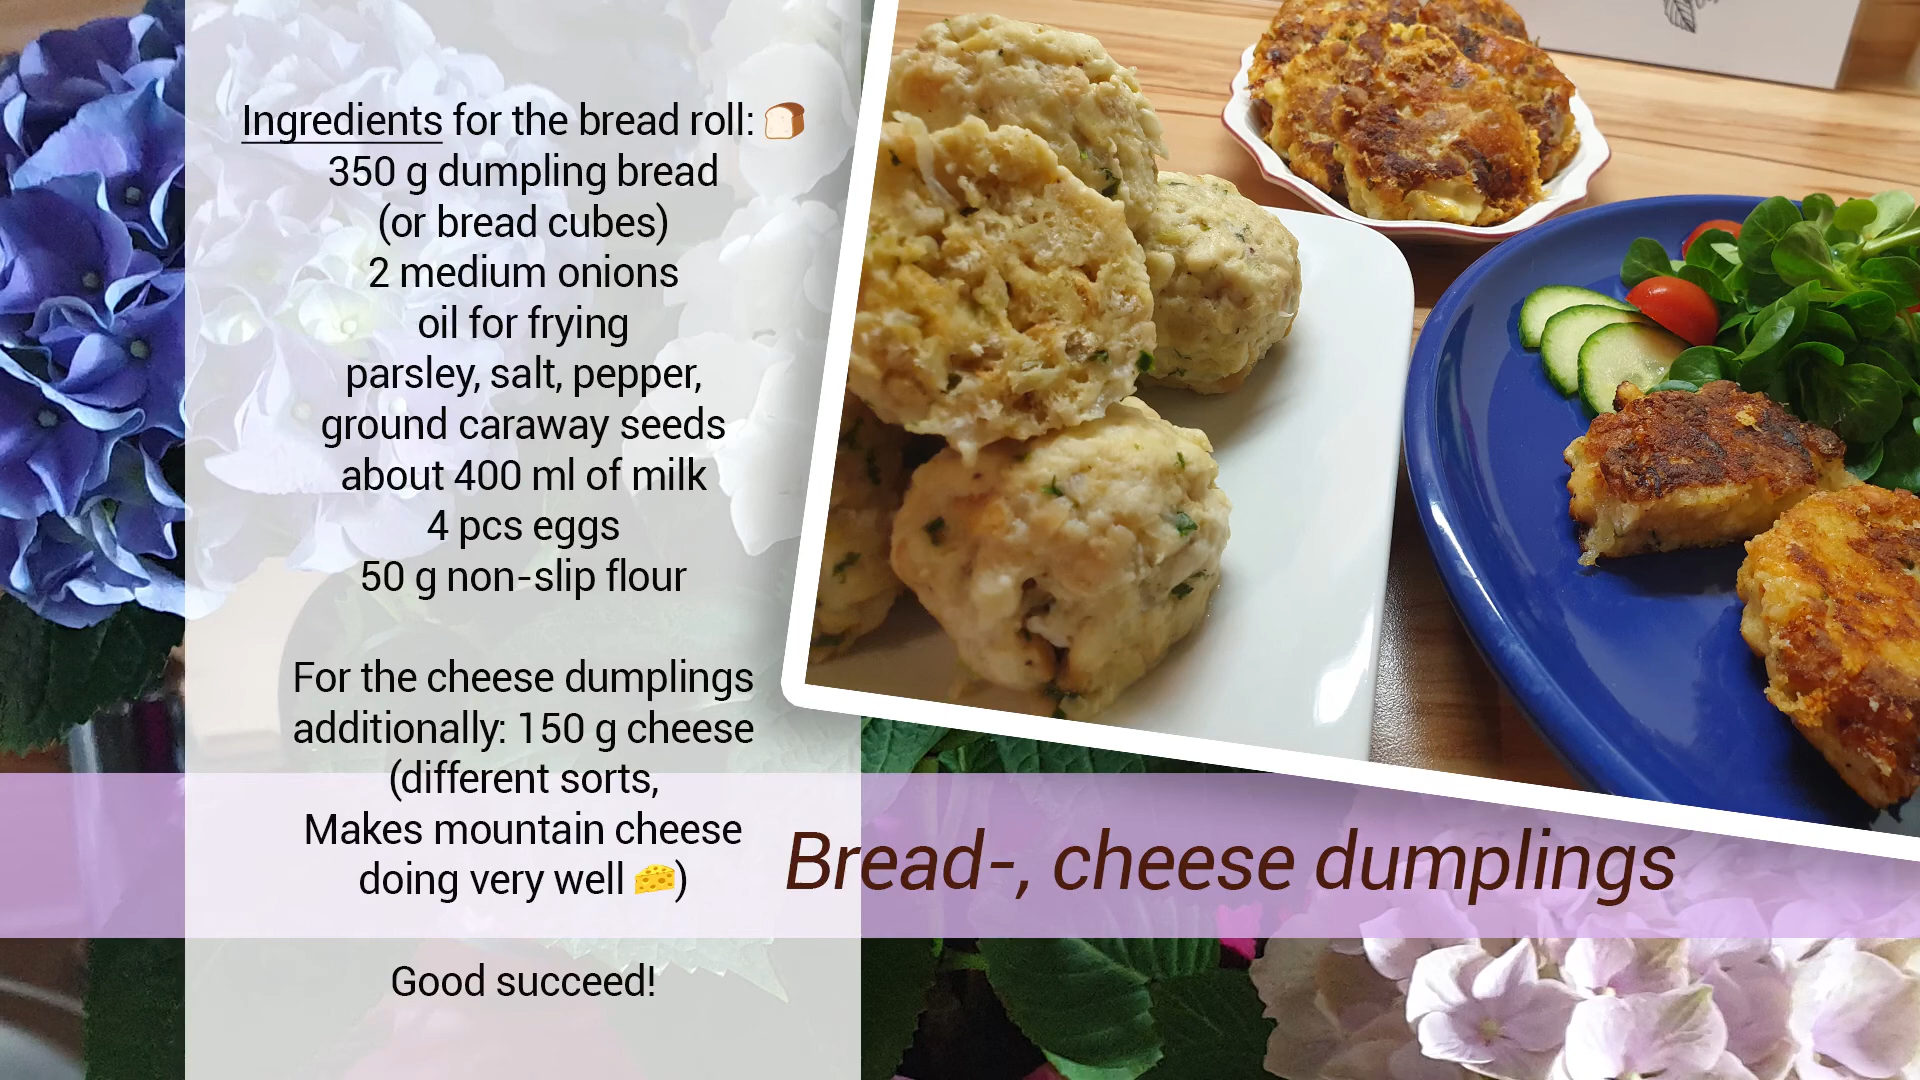 Ingredients for the bread roll: 🍞
350 g dumpling bread
(or bread cubes)
2 medium onions
oil for frying
parsley, salt, pepper,
ground caraway seeds
about 400 ml of milk
4 pcs eggs
50 g non-slip flour
For the cheese dumplings
additionally: 150 g cheese
(different sorts,
Makes mountain cheese
doing very well 🧀)
Good succeed!
Bread-, cheese dumplings